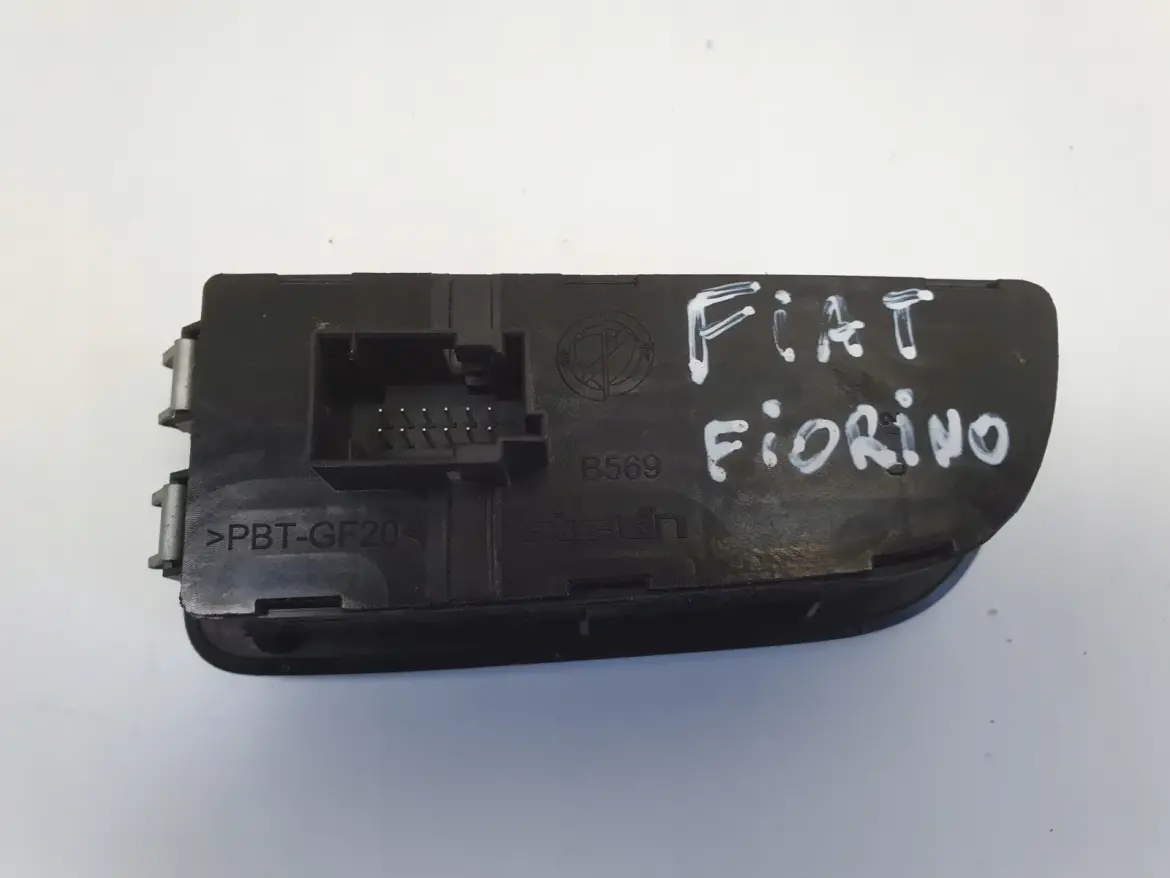 FiAT
FiORiNO
B569
>PBT-GF20<